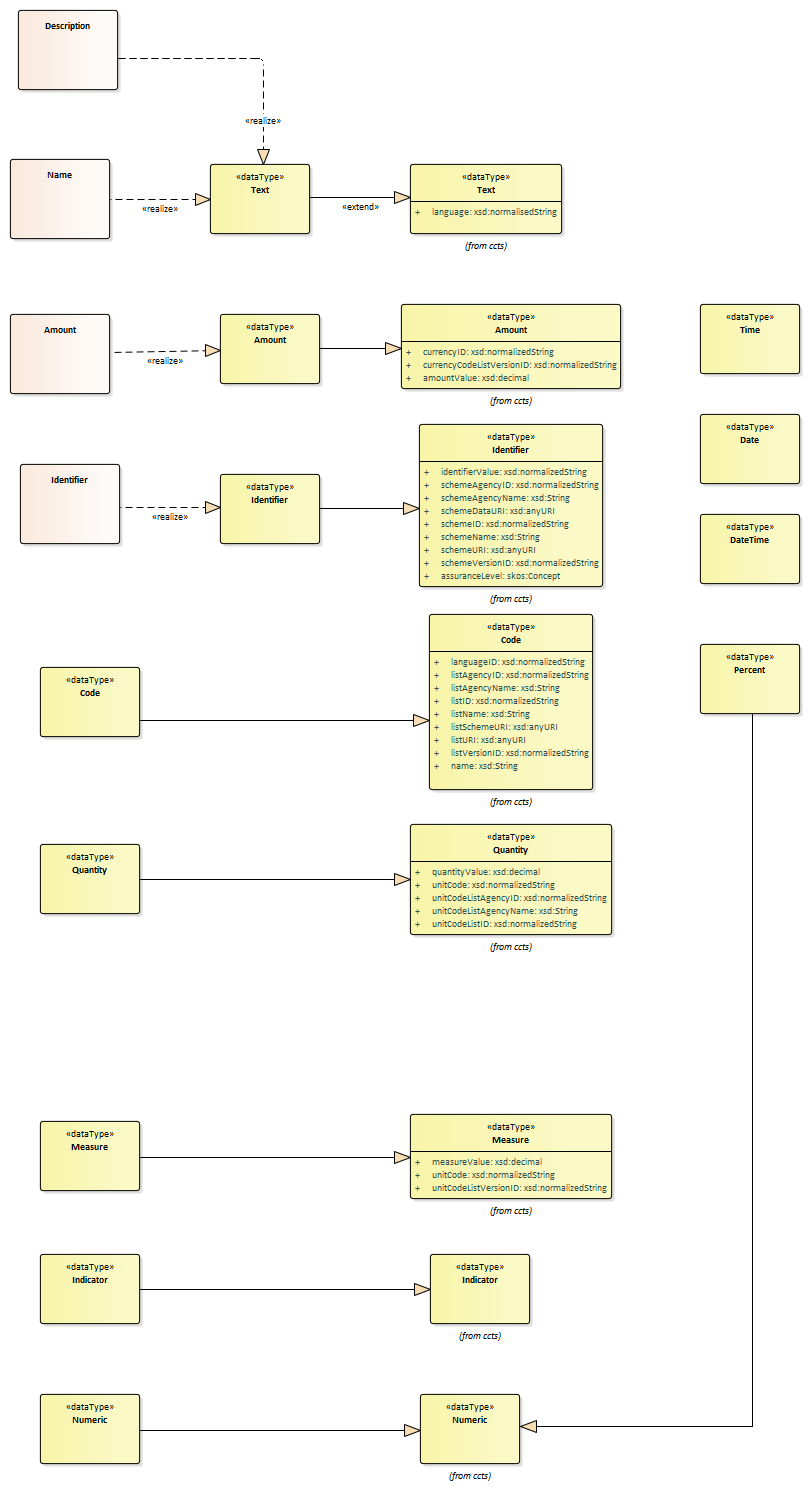 Description
«realize»
Name
«realize»
«dataType»
Text
«extend»
«dataType»
Text
+ language: xsd:normalisedString
(from ccts)
Amount
«realize»
«dataType»
Amount
«dataType»
Amount
+ currencyID: xsd:normalizedString
+ currencyCodeListVersionID: xsd:normalizedString
+ amountValue: xsd:decimal
(from ccts)
«dataType»
Time
«dataType»
Date
Identifier
«realize»
«dataType»
Identifier
«dataType»
Identifier
+ identifierValue: xsd:normalizedString
+ schemeAgencyID: xsd:normalizedString
+ schemeAgencyName: xsd:String
+ schemeDataURI: xsd:anyURI
+ schemeID: xsd:normalizedString
+ schemeName: xsd:String
+ schemeURI: xsd:anyURI
+ schemeVersionID: xsd:normalizedString
+ assuranceLevel: skos:Concept
(from ccts)
«dataType»
DateTime
«dataType»
Code
«dataType»
Code
+ languageID: xsd:normalizedString
+ listAgencyID: xsd:normalizedString
+ listAgencyName: xsd:String
+ listID: xsd:normalizedString
+ listName: xsd:String
+ listSchemeURI: xsd:anyURI
+ listURI: xsd:anyURI
+ listVersionID: xsd:normalizedString
+ name: xsd:String
(from ccts)
«dataType»
Percent
«dataType»
Quantity
«dataType»
Quantity
+ quantityValue: xsd:decimal
+ unitCode: xsd:normalizedString
+ unitCodeListAgencyID: xsd:normalizedString
+ unitCodeListAgencyName: xsd:String
+ unitCodeListID: xsd:normalizedString
(from ccts)
«dataType»
Measure
«dataType»
Measure
+ measureValue: xsd:decimal
+ unitCode: xsd:normalizedString
+ unitCodeListVersionID: xsd:normalizedString
(from ccts)
«dataType»
Indicator
«dataType»
Indicator
(from ccts)
«dataType»
Numeric
«dataType»
Numeric
(from ccts)